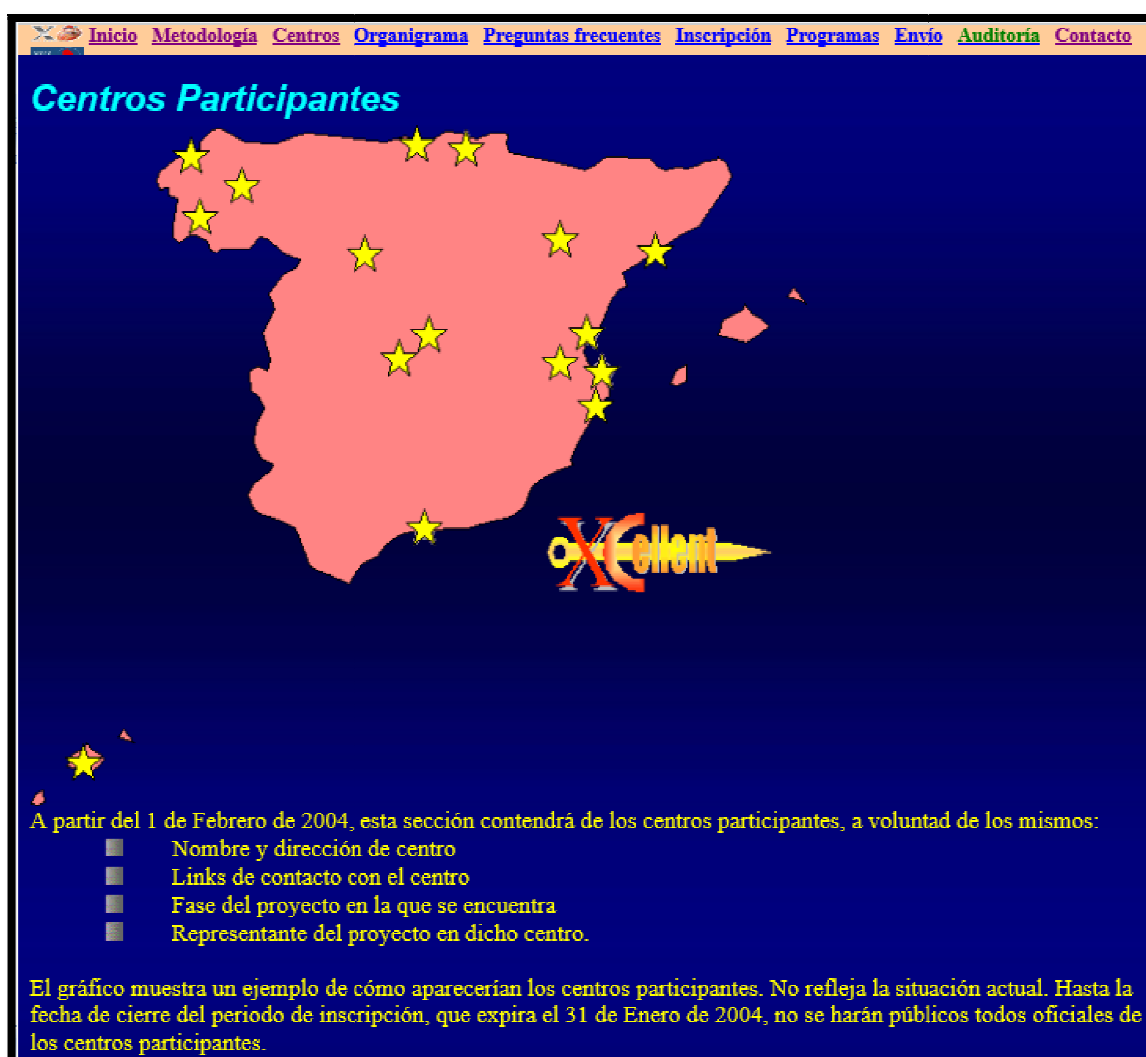 Inicio Metodología Centros Organigrama Preguntas frecuentes Inscripción Programas Envío Auditoría Contacto
Centros Participantes
XCellent
A partir del 1 de Febrero de 2004, esta sección contendrá de los centros participantes, a voluntad de los mismos:
Nombre y dirección de centro
Links de contacto con el centro
Fase del proyecto en la que se encuentra
Representante del proyecto en dicho centro.
El gráfico muestra un ejemplo de cómo aparecerían los centros participantes. No refleja la situación actual. Hasta la
fecha de cierre del periodo de inscripción, que expira el 31 de Enero de 2004, no se harán públicos todos oficiales de
los centros participantes.